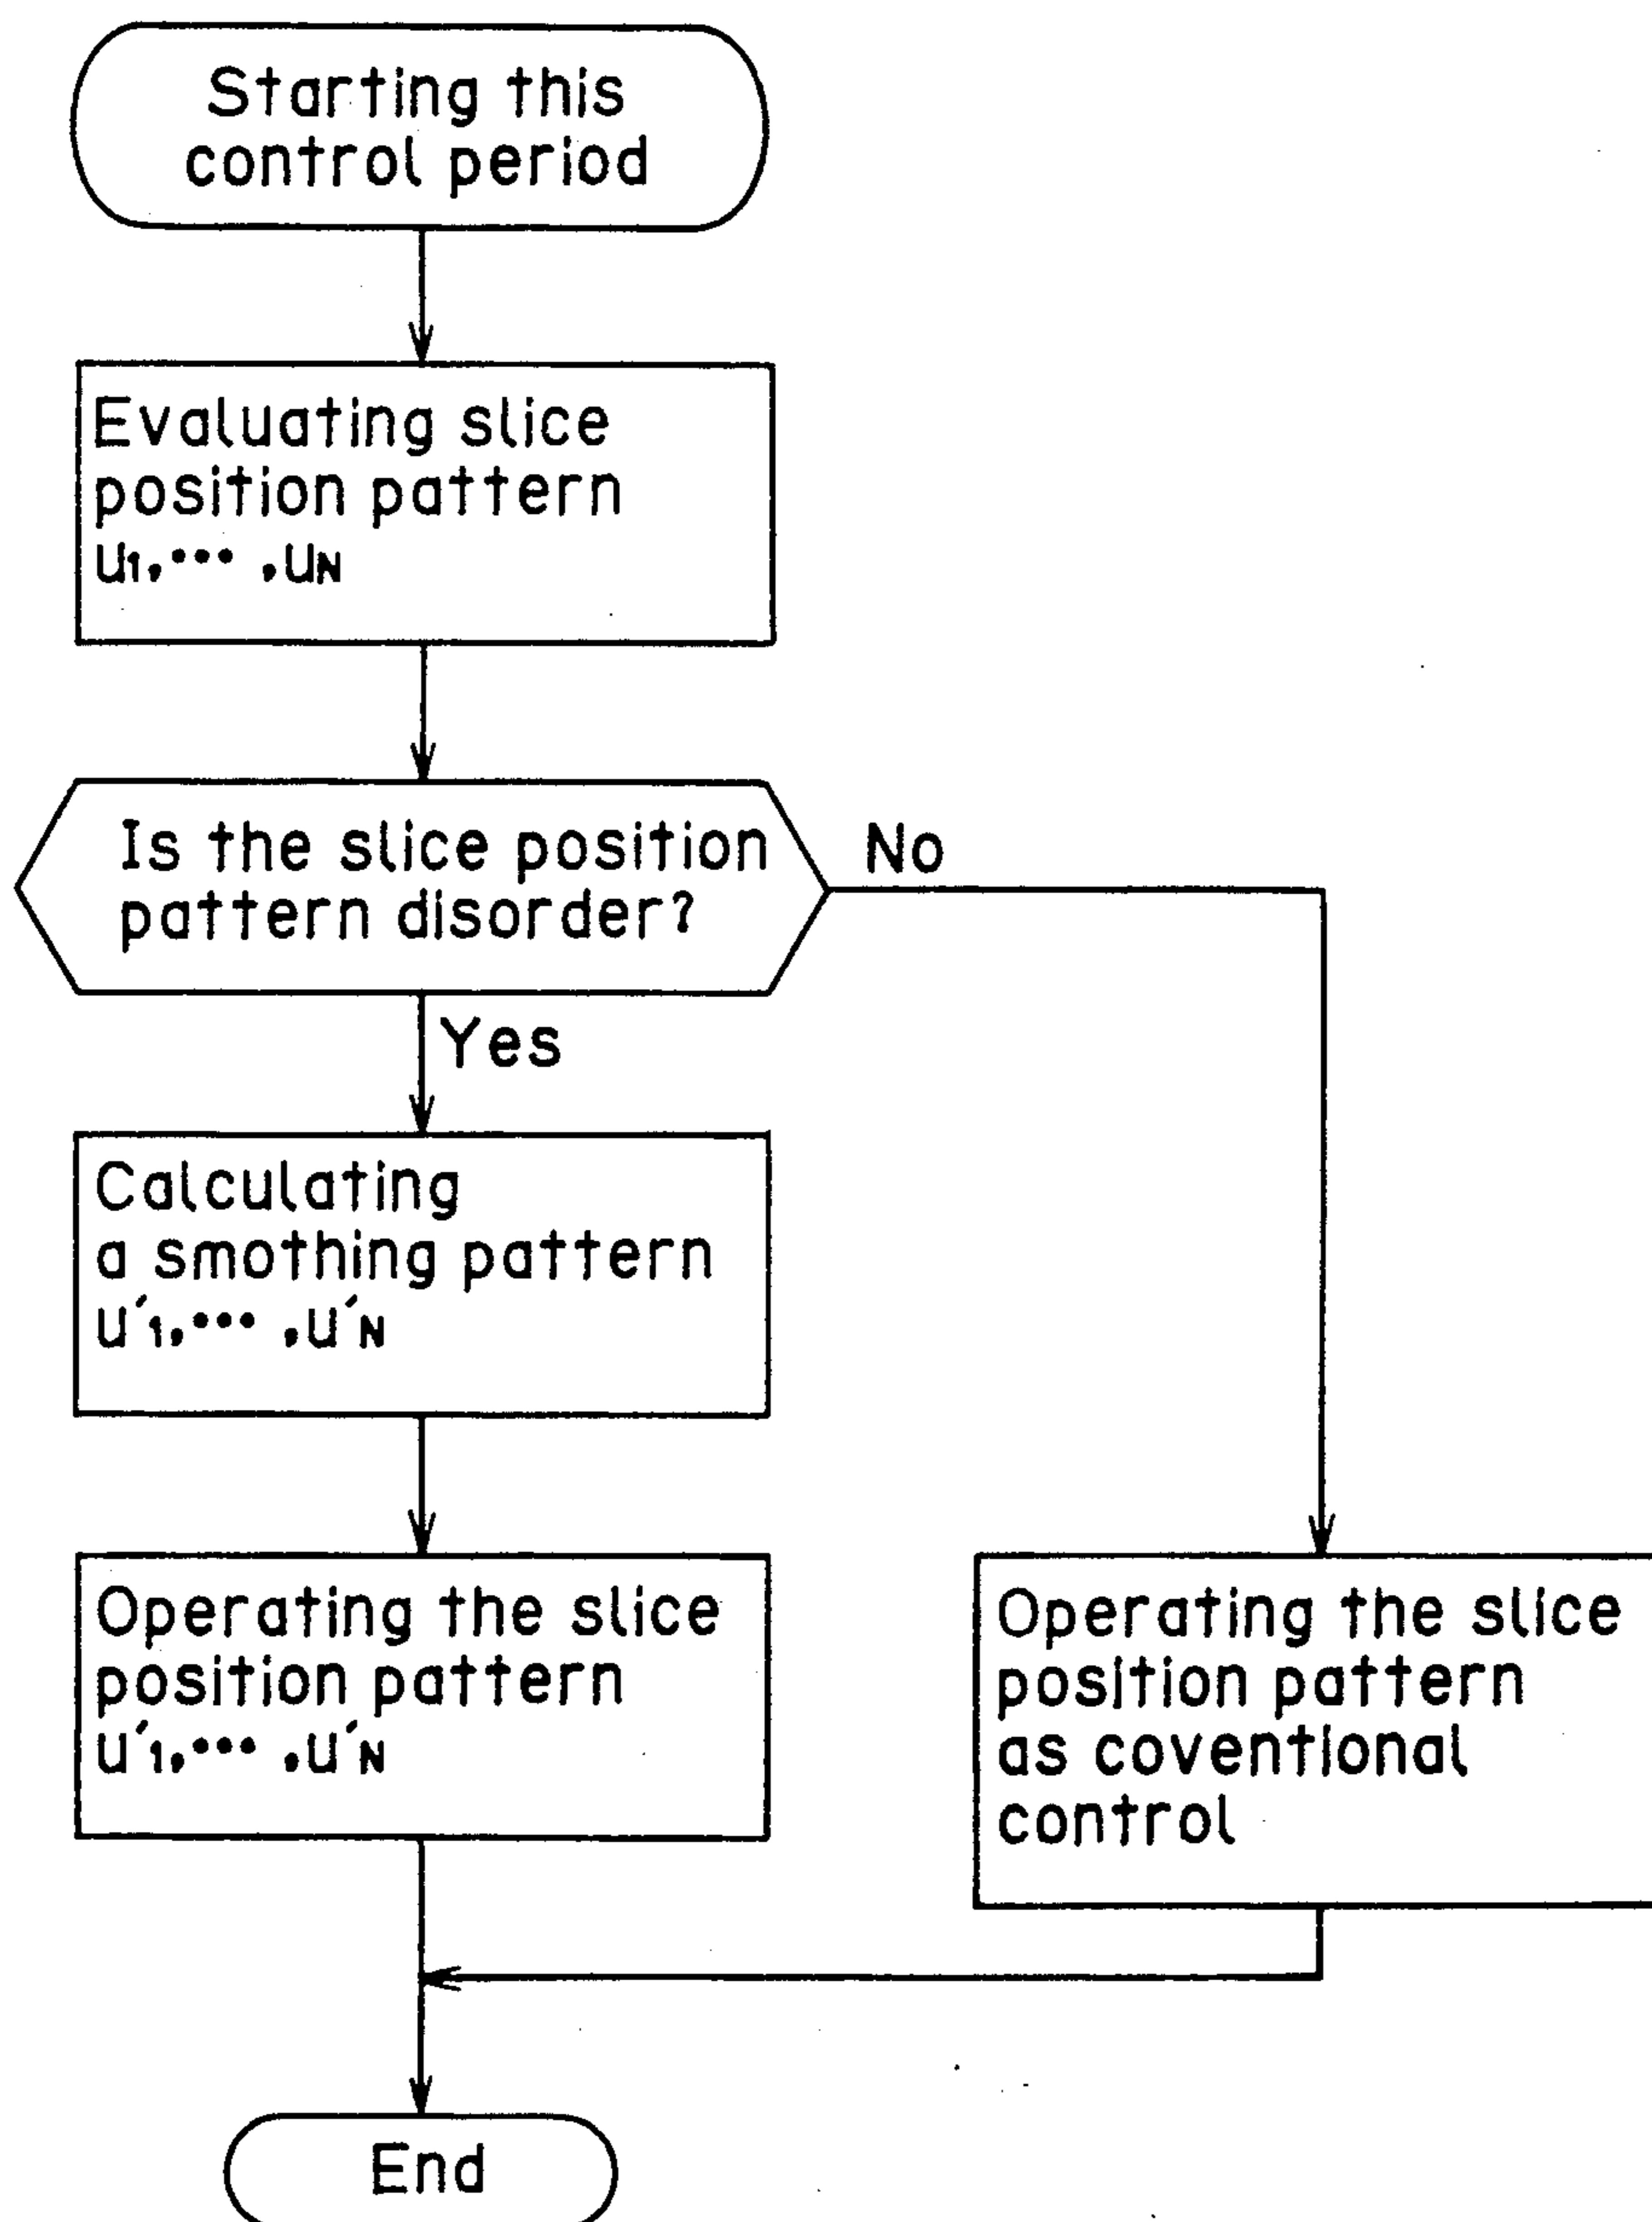 Starting this
control period
Evaluating slice
position pattern
u1,••• ,uN
Is the slice position
pattern disorder?
No
Yes
Calculating
a smothing pattern
u´1,••• ,u´N
Operating the slice
position pattern
u´1,••• ,u´N
Operating the slice
position pattern
as coventional
control
End